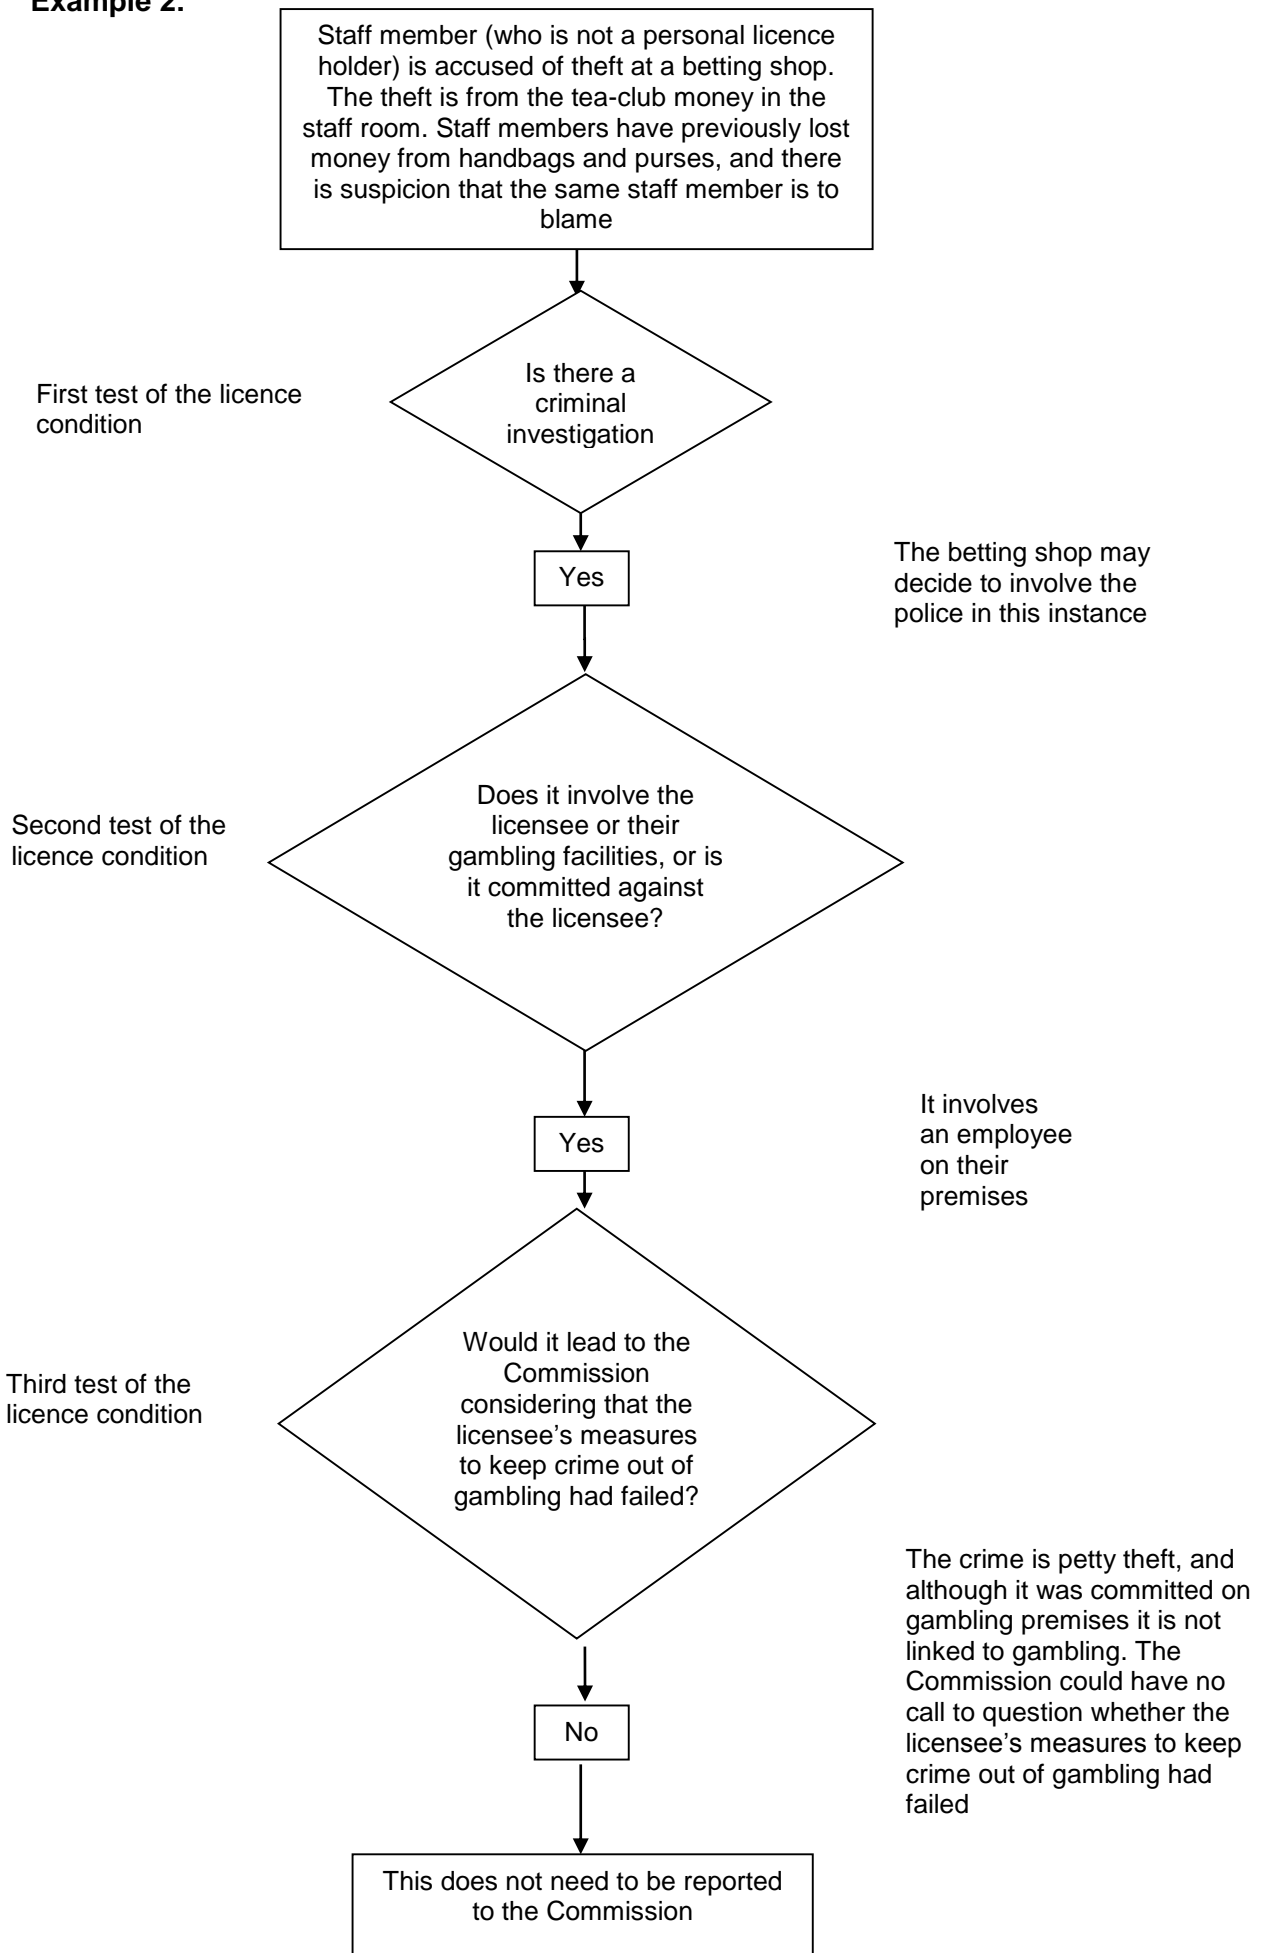 Example 2:
Staff member (who is not a personal licence
holder) is accused of theft at a betting shop.
The theft is from the tea-club money in the
staff room. Staff members have previously lost
money from handbags and purses, and there
is suspicion that the same staff member is to
blame
First test of the licence
condition
Is there a
criminal
investigation
Yes
The betting shop may
decide to involve the
police in this instance
Second test of the
licence condition
Does it involve the
licensee or their
gambling facilities, or is
it committed against
the licensee?
Yes
It involves
an employee
on their
premises
Third test of the
licence condition
Would it lead to the
Commission
considering that the
licensee’s measures
to keep crime out of
gambling had failed?
The crime is petty theft, and
although it was committed on
gambling premises it is not
linked to gambling. The
Commission could have no
call to question whether the
licensee’s measures to keep
crime out of gambling had
failed
No
This does not need to be reported
to the Commission